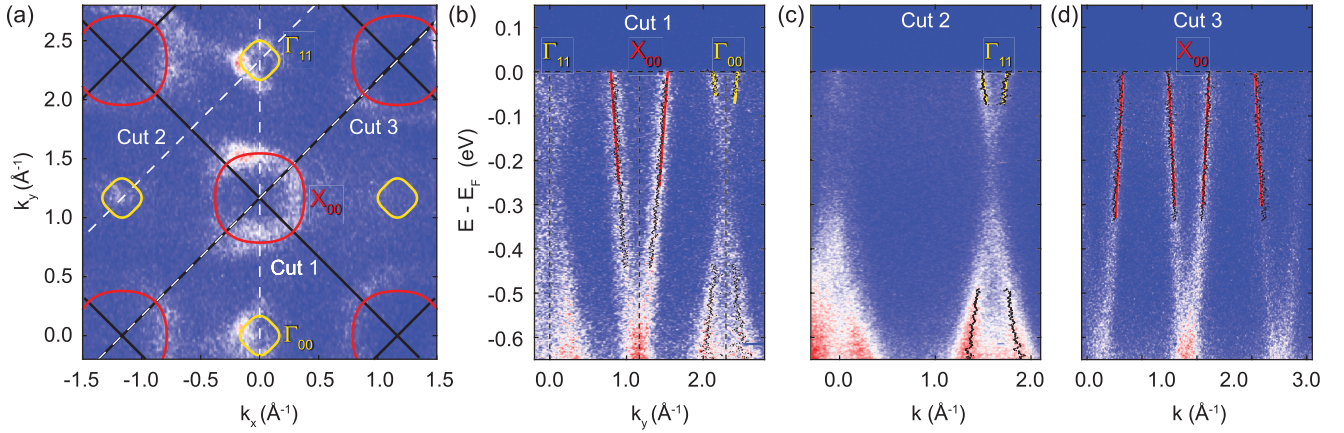 (a)
(b)
(c)
(d)
Cut 1
Cut 2
Cut 3
Γ11
Γ11
X00
Γ00
Γ11
X00
Cut 2
Cut 3
X00
Cut 1
Γ00
2.5
2.0
1.5
1.0
0.5
0.0
ky (Å-1)
-1.5
-1.0
-0.5
0.0
0.5
1.0
1.5
kx (Å-1)
0.1
0.0
-0.1
-0.2
-0.3
-0.4
-0.5
-0.6
E - EF (eV)
0.0
1.0
2.0
ky (Å-1)
0.0
1.0
2.0
k (Å-1)
0.0
1.0
2.0
3.0
k (Å-1)